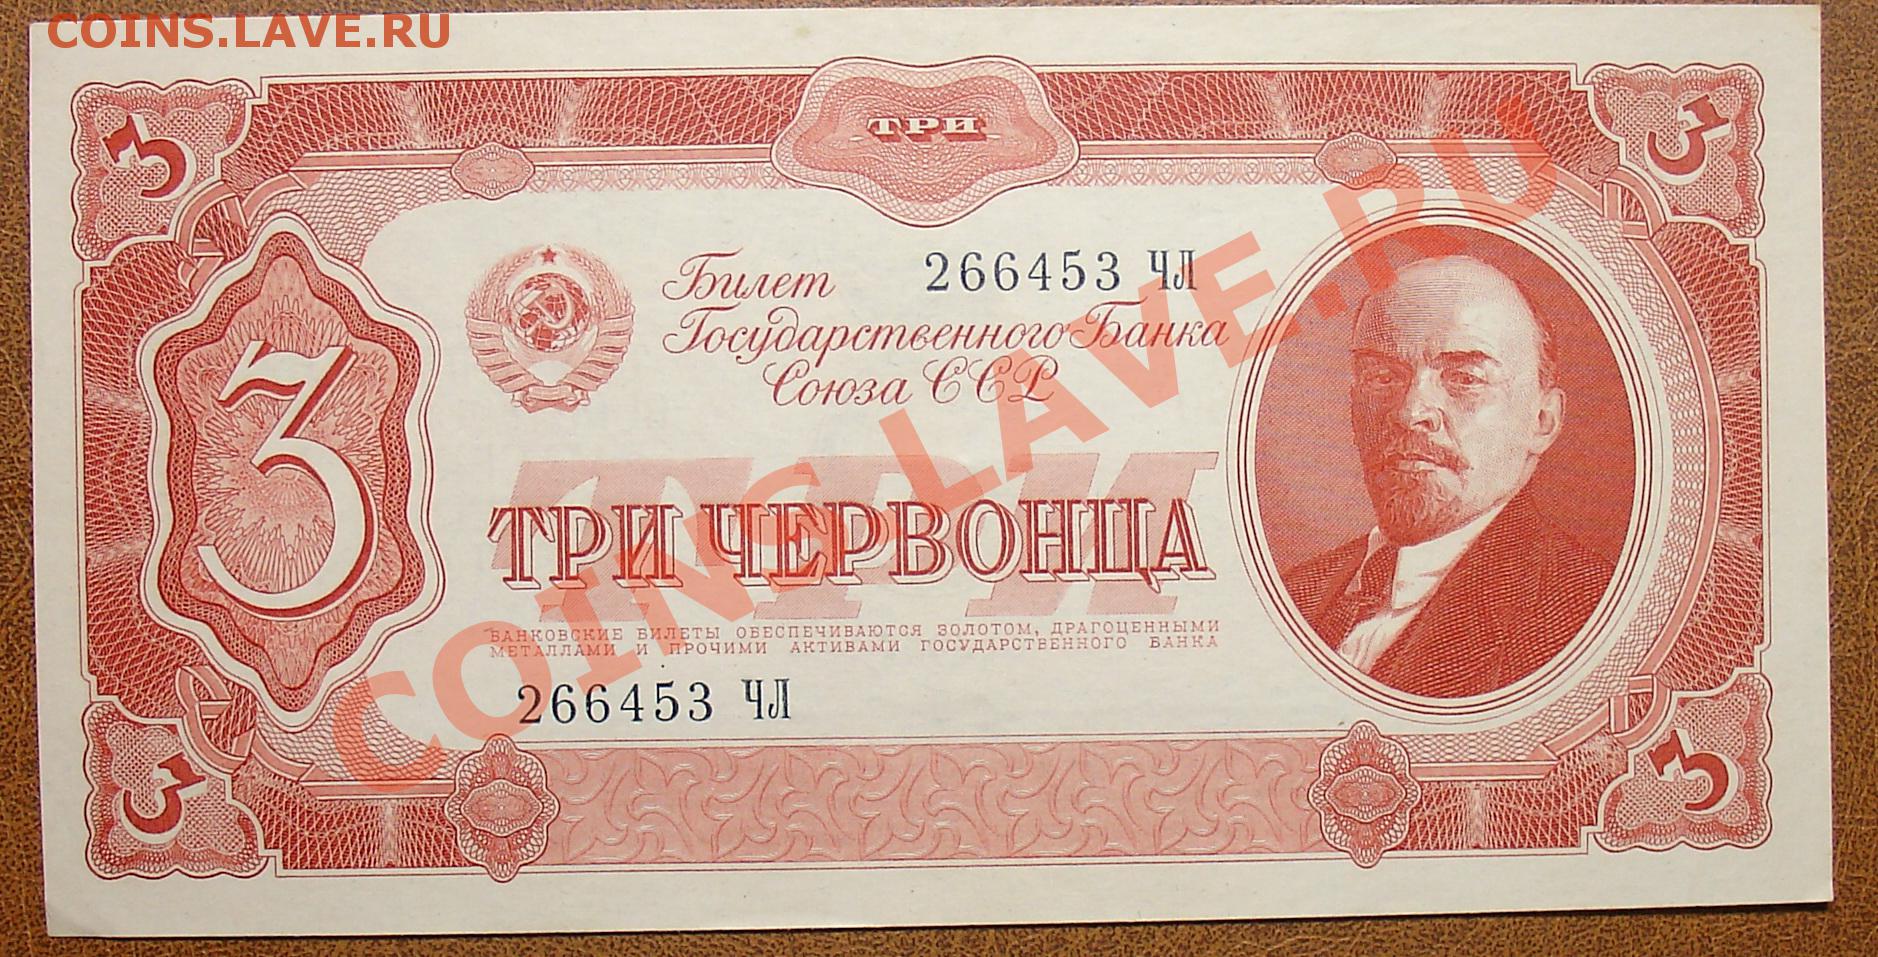 COINS.LAVE.RU
3 ТРИ 3
Билет 266453 ЧЛ
Государственного Банка
Союза ССР
3
ТРИ
ТРИ ЧЕРВОНЦА
БАНКОВСКИЕ БИЛЕТЫ ОБЕСПЕЧИВАЮТСЯ ЗОЛОТОМ, ДРАГОЦЕННЫМИ
МЕТАЛЛАМИ И ПРОЧИМИ АКТИВАМИ ГОСУДАРСТВЕННОГО БАНКА
266453 ЧЛ
3 3
COINS.LAVE.RU